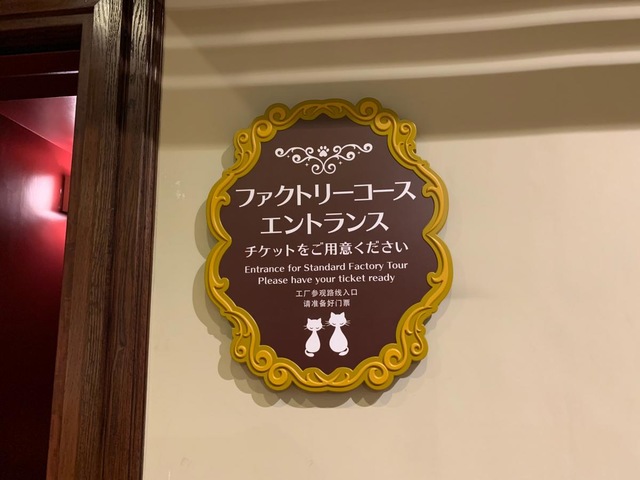 ファクトリーコース
エントランス
チケットをご用意ください
Entrance for Standard Factory Tour
Please have your ticket ready
工厂参观路线入口
请准备好门票